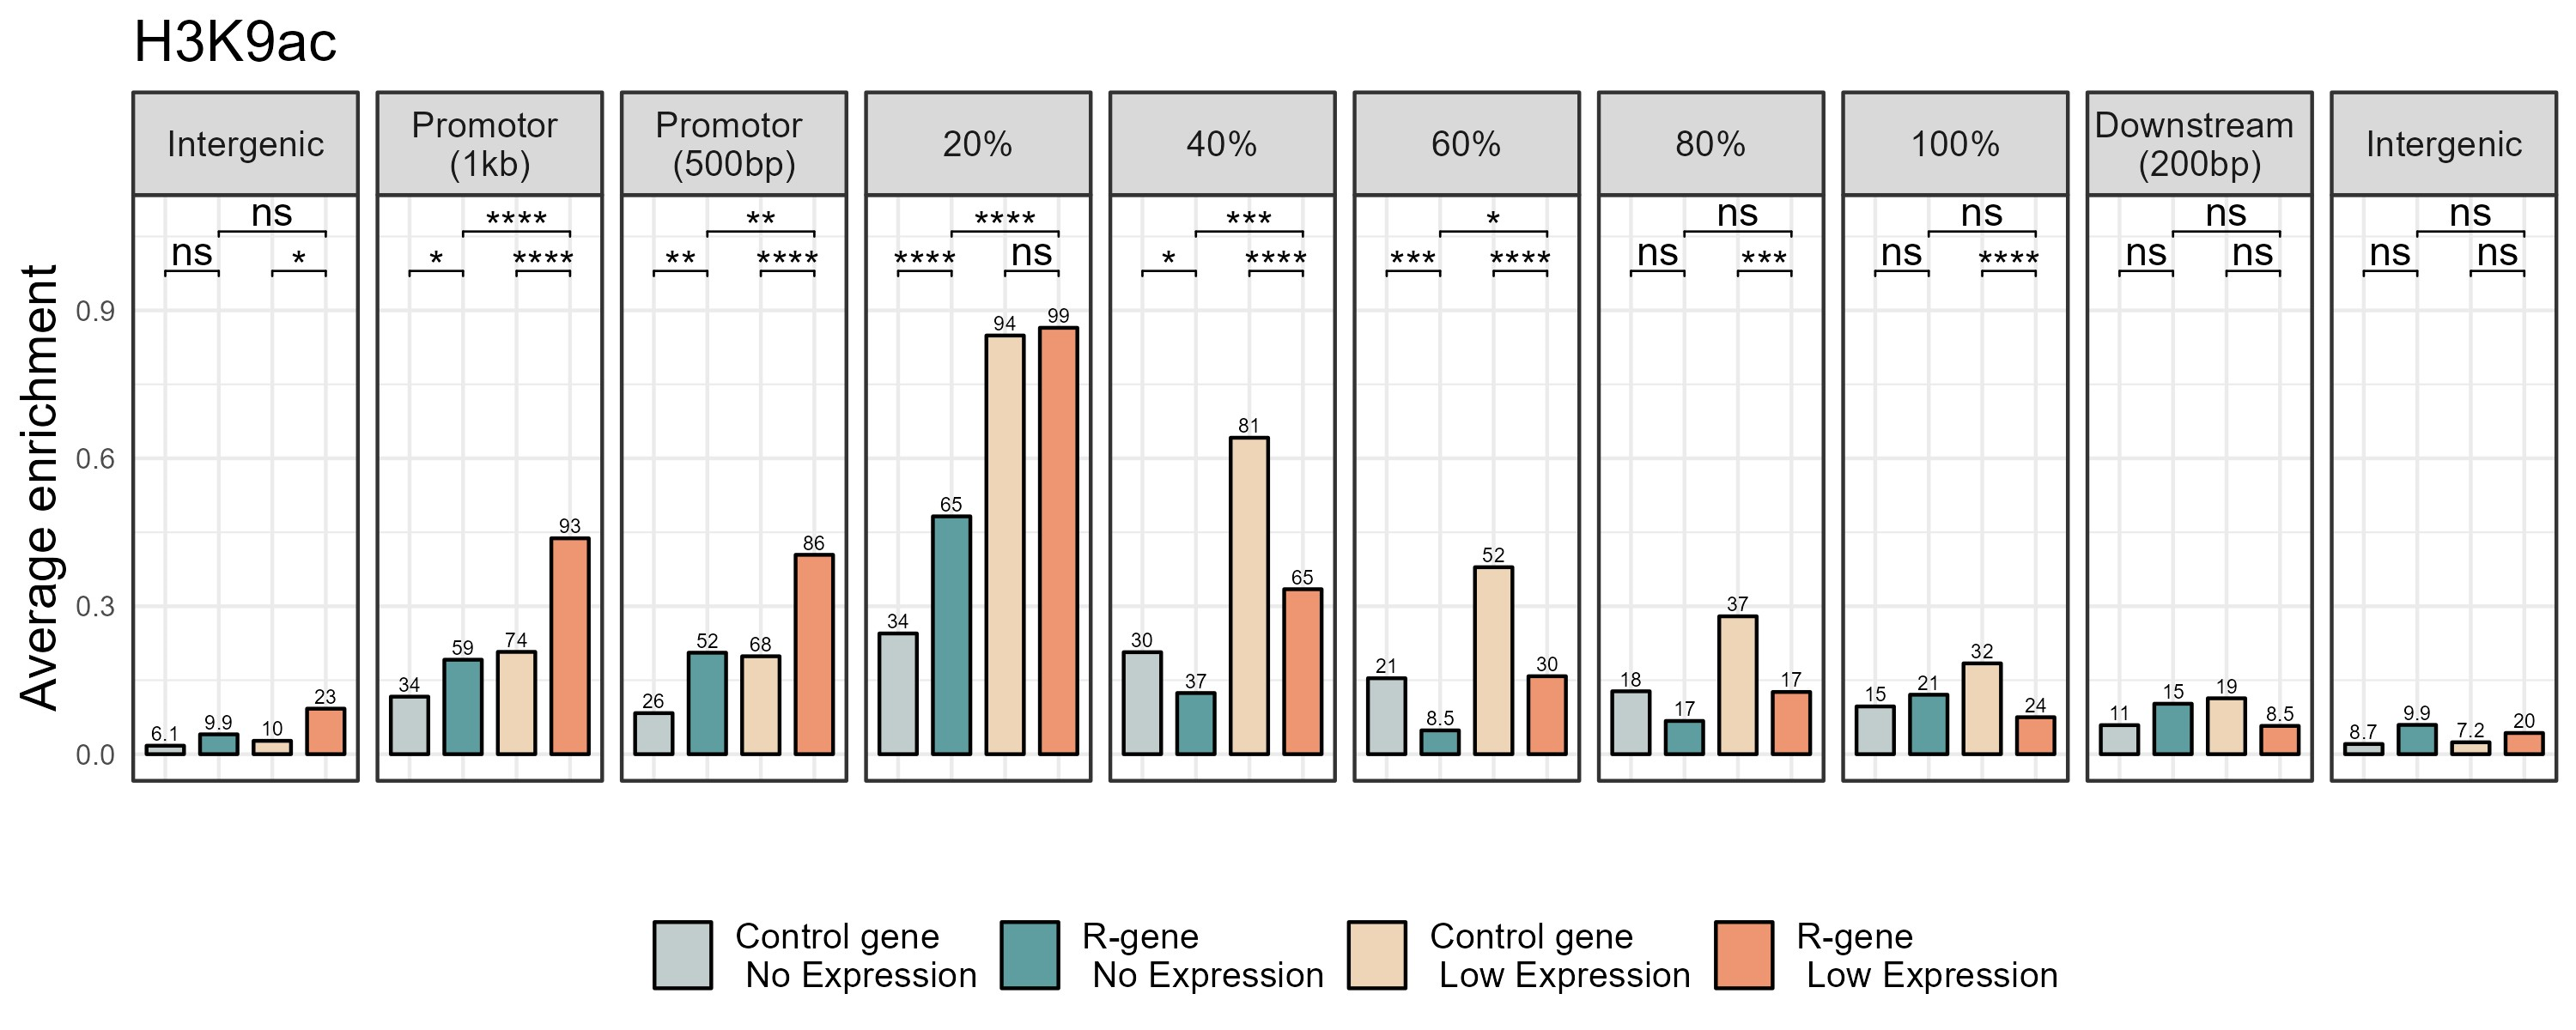 H3K9ac
Intergenic
Promotor
(1kb)
Promotor
(500bp)
20%
40%
60%
80%
100%
Downstream
(200bp)
Intergenic
Average enrichment
0.9
0.6
0.3
0.0
ns
ns
*
6.1
9.9
10
23
****
*
****
34
59
74
93
**
**
****
26
52
68
86
****
****
ns
34
65
94
99
***
*
****
30
37
81
65
*
***
****
21
8.5
52
30
ns
ns
***
18
17
37
17
ns
ns
****
15
21
32
24
ns
ns
ns
11
15
19
8.5
ns
ns
ns
8.7
9.9
7.2
20
Control gene
No Expression
R-gene
No Expression
Control gene
Low Expression
R-gene
Low Expression